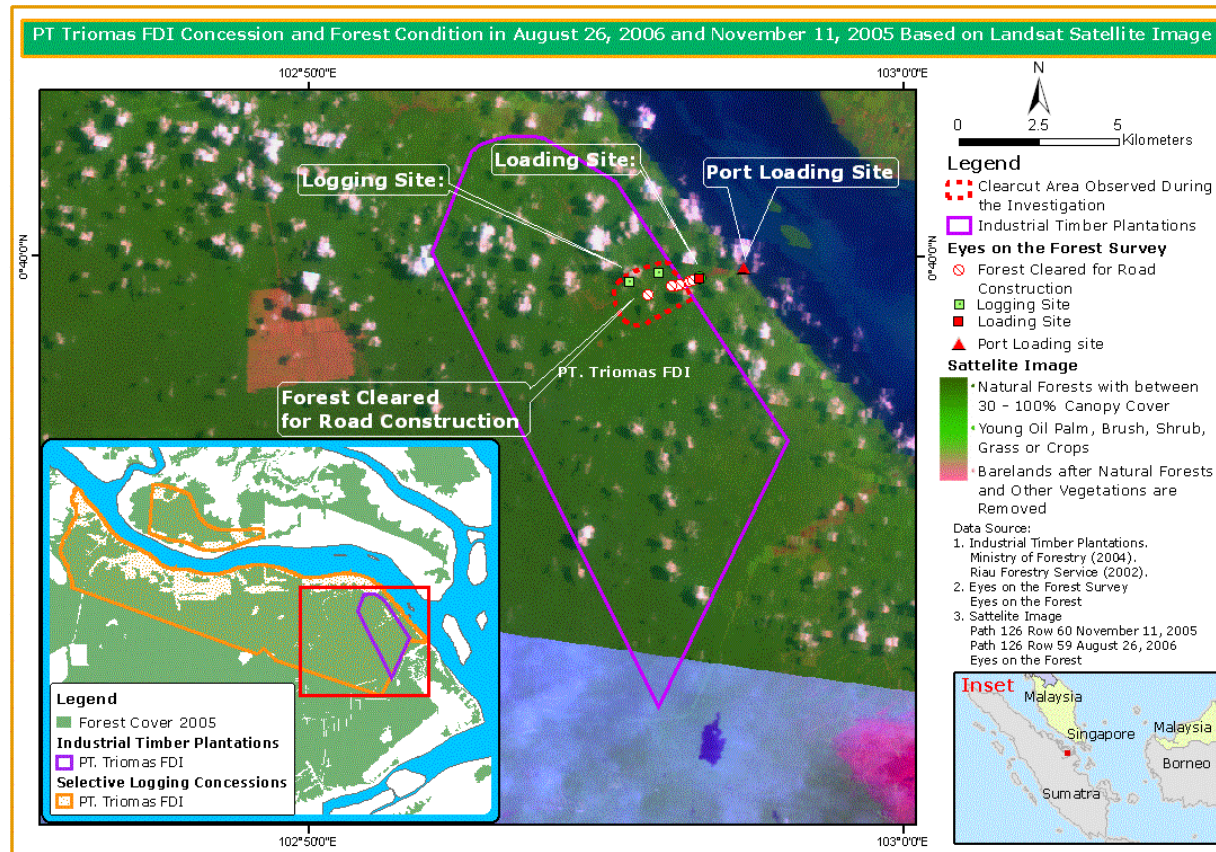 PT Triomas FDI Concession and Forest Condition in August 26, 2006 and November 11, 2005 Based on Landsat Satellite Image
102°50'0"E
103°0'0"E
0°40'0"N
0°40'0"N
Logging Site:
Loading Site:
Port Loading Site
PT. Triomas FDI
Forest Cleared
for Road Construction
102°50'0"E
103°0'0"E
Legend
Forest Cover 2005
Industrial Timber Plantations
PT. Triomas FDI
Selective Logging Concessions
PT. Triomas FDI
N
0 2.5 5
Kilometers
Legend
Clearcut Area Observed During
the Investigation
Industrial Timber Plantations
Eyes on the Forest Survey
Forest Cleared for Road
Construction
Logging Site
Loading Site
Port Loading site
Sattelite Image
Natural Forests with between
30 - 100% Canopy Cover
Young Oil Palm, Brush, Shrub,
Grass or Crops
Barelands after Natural Forests
and Other Vegetations are
Removed
Data Source:
1. Industrial Timber Plantations.
Ministry of Forestry (2004).
Riau Forestry Service (2002).
2. Eyes on the Forest Survey
Eyes on the Forest
3. Sattelite Image
Path 126 Row 60 November 11, 2005
Path 126 Row 59 August 26, 2006
Eyes on the Forest
Inset
Malaysia
Singapore
Malaysia
Borneo
Sumatra